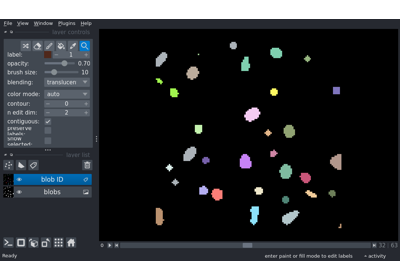 File View Window Plugins Help
layer controls
label: 1
opacity: 0.70
brush size: 10
blending: translucen
color mode: auto
contour: 0
n edit dim: 2
contiguous:
preserve labels:
show selected:
layer list
blob ID
blobs
Ready
enter paint or fill mode to edit labels
activity
32 63